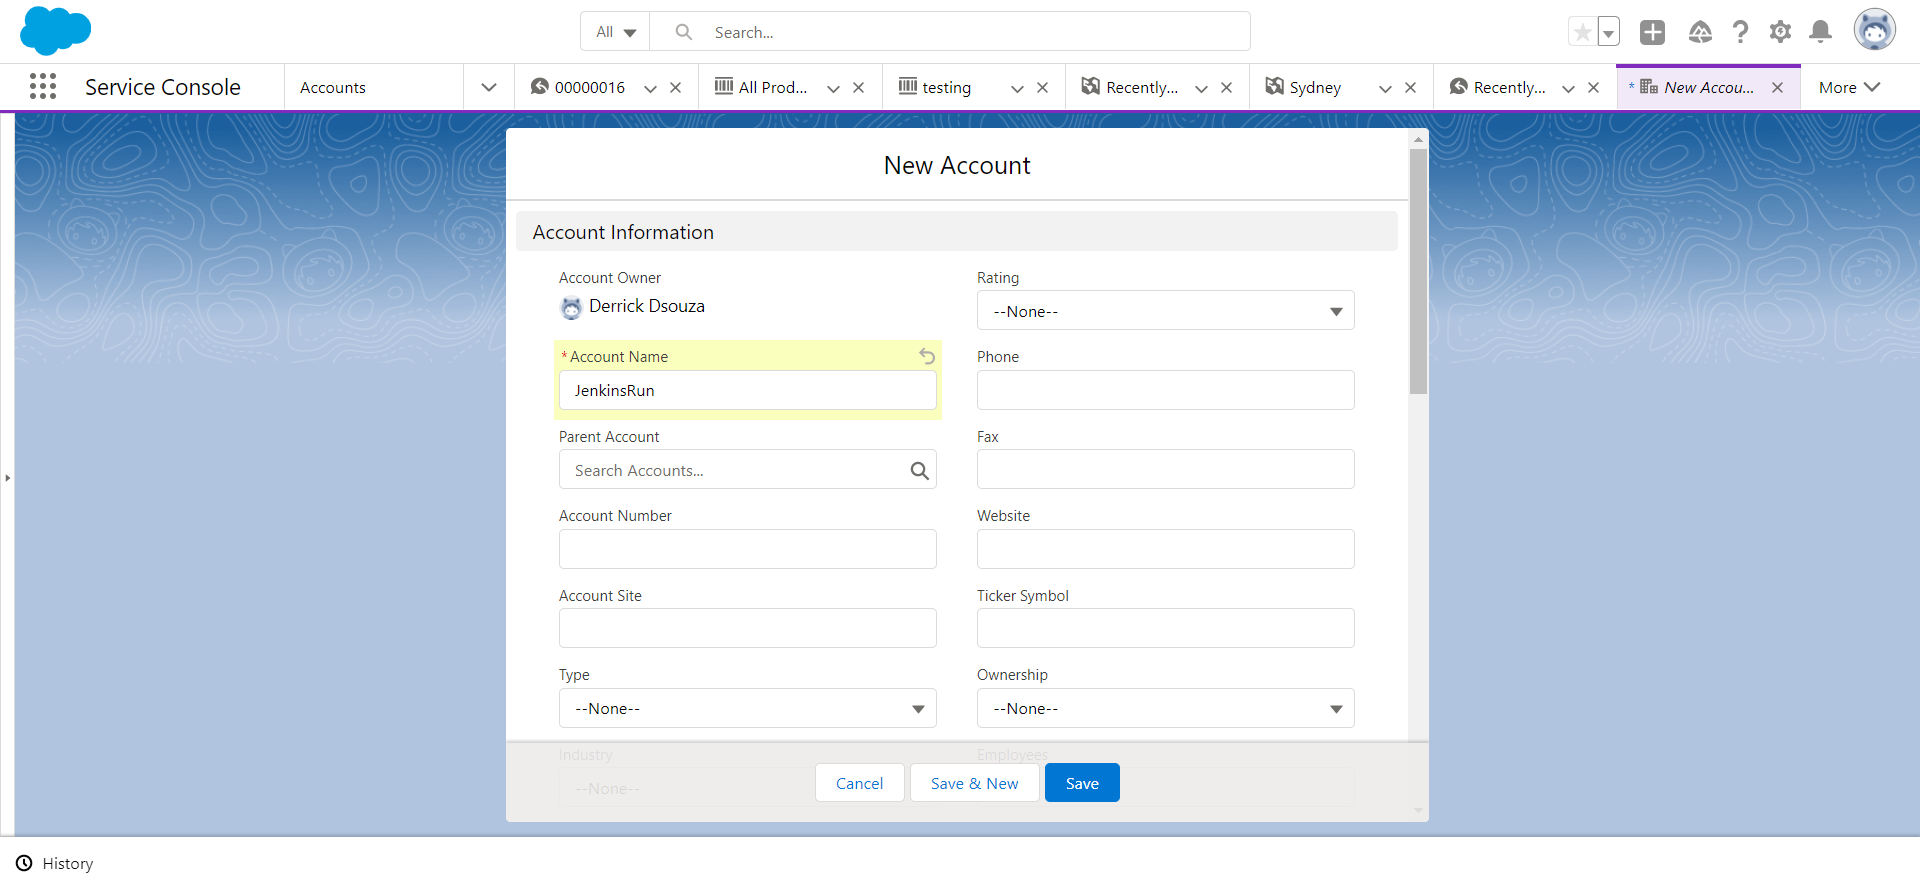 All
Search...
Service Console
Accounts
00000016
All Prod...
testing
Recently...
Sydney
Recently...
* New Accou...
More
New Account
Account Information
Account Owner
Derrick Dsouza
Rating
--None--
*Account Name
JenkinsRun
Phone
Parent Account
Search Accounts...
Fax
Account Number
Website
Account Site
Ticker Symbol
Type
--None--
Ownership
--None--
Industry
--None--
Employees
Cancel
Save & New
Save
History